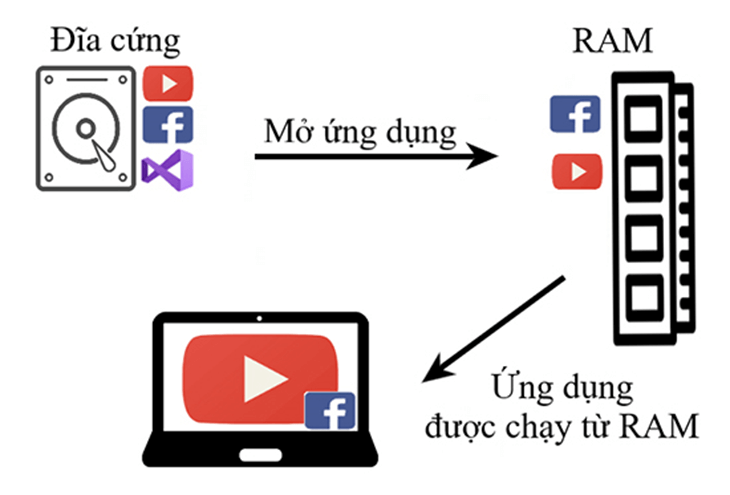 Đĩa cứng
RAM
Mở ứng dụng
Ứng dụng
được chạy từ RAM